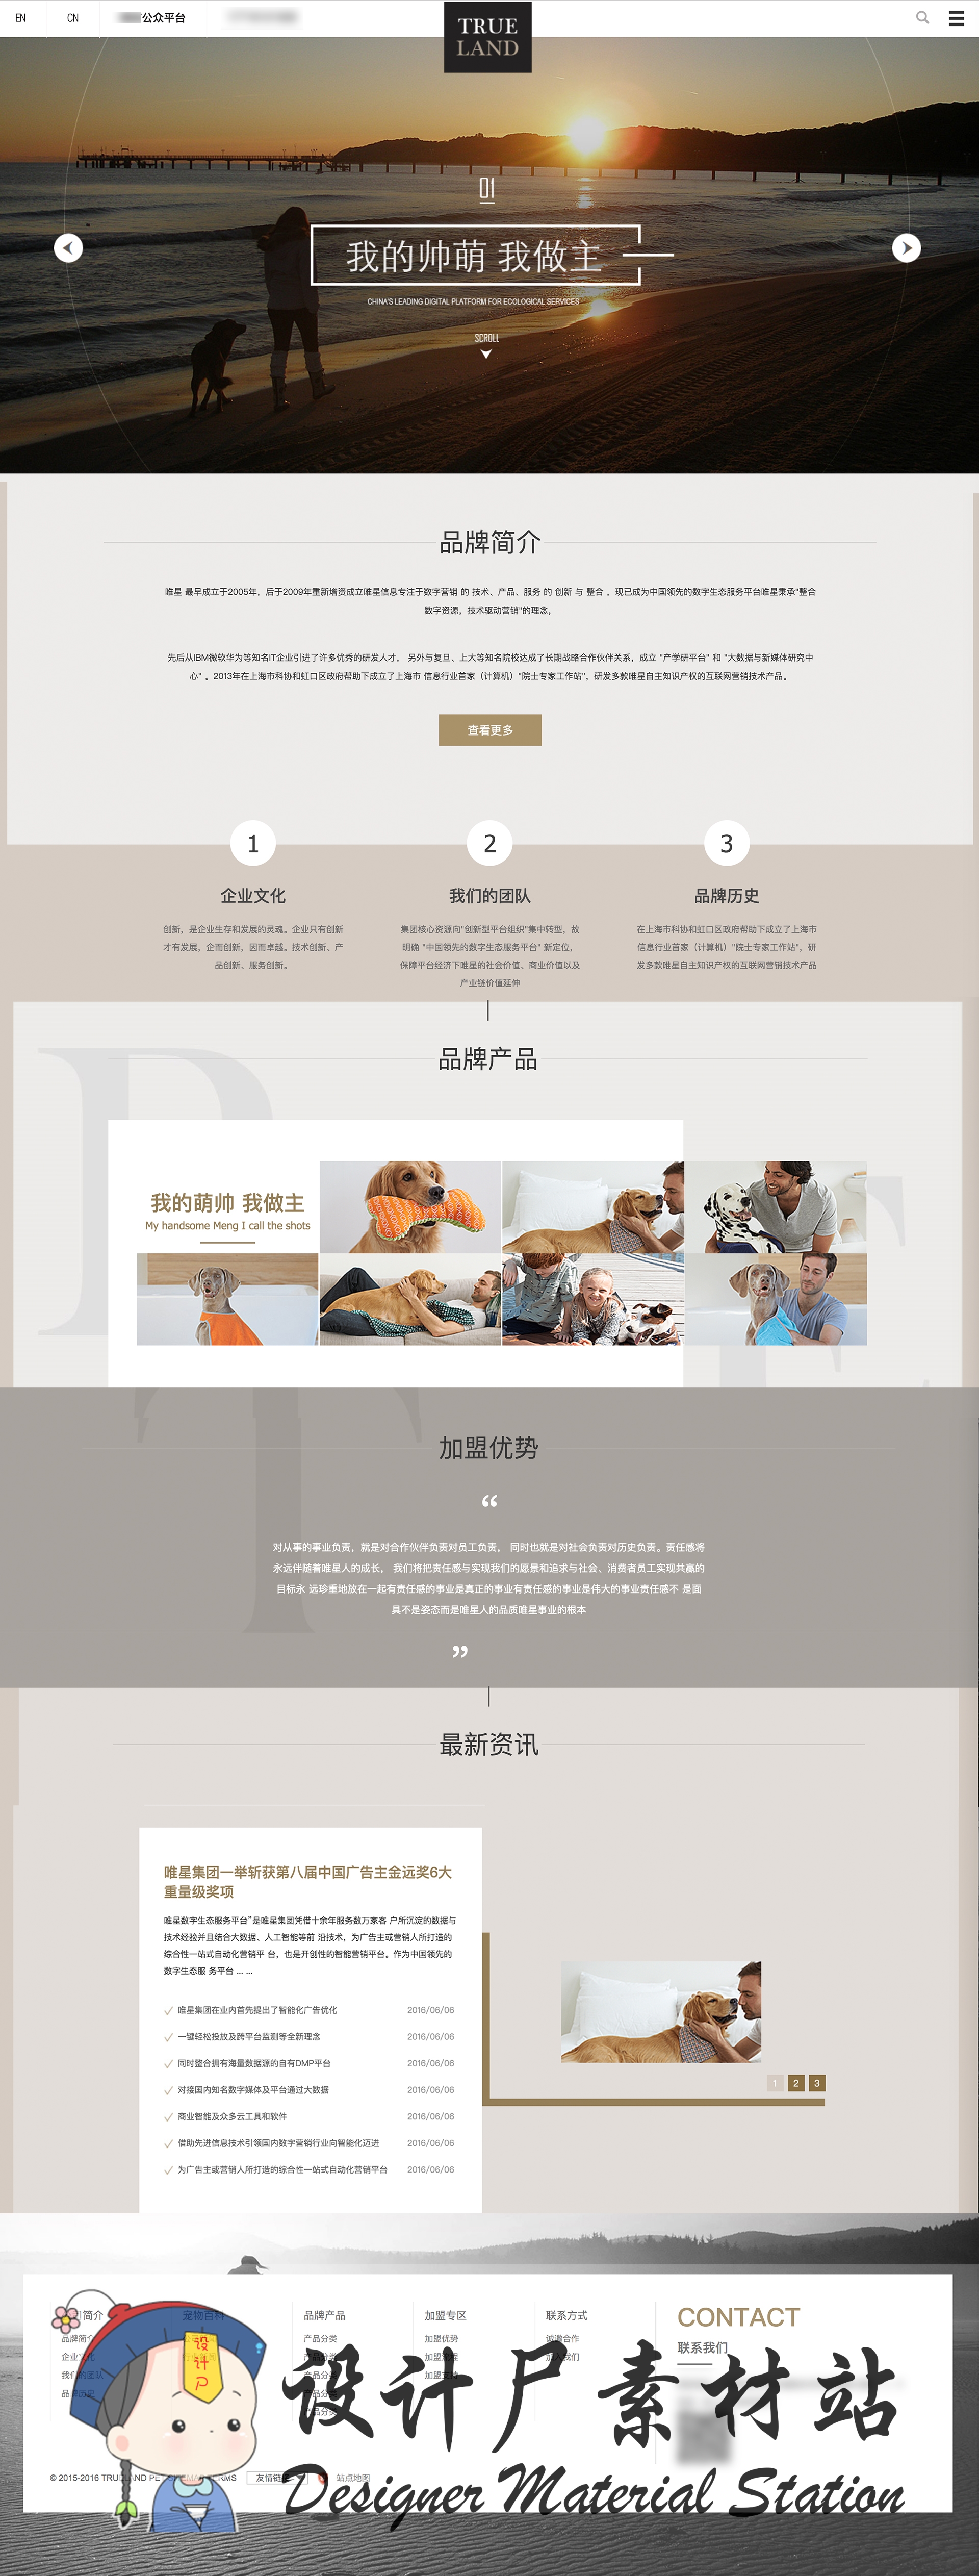 EN
CN
公众平台
TRUE
LAND
01
我的帅萌 我做主
CHINA'S LEADING DIGITAL PLATFORM FOR ECOLOGICAL SERVICES
SCROLL
品牌简介
唯星 最早成立于2005年，后于2009年重新增资成立唯星信息专注于数字营销 的 技术、产品、服务 的 创新 与 整合 ，现已成为中国领先的数字生态服务平台唯星秉承"整合
数字资源，技术驱动营销"的理念，
先后从IBM微软华为等知名IT企业引进了许多优秀的研发人才， 另外与复旦、上大等知名院校达成了长期战略合作伙伴关系，成立 "产学研平台" 和 "大数据与新媒体研究中
心" 。2013年在上海市科协和虹口区政府帮助下成立了上海市 信息行业首家（计算机）"院士专家工作站"，研发多款唯星自主知识产权的互联网营销技术产品。
查看更多
1
2
3
企业文化
我们的团队
品牌历史
创新，是企业生存和发展的灵魂。企业只有创新
才有发展，企而创新，因而卓越。技术创新、产
品创新、服务创新。
集团核心资源向"创新型平台组织"集中转型，故
明确 "中国领先的数字生态服务平台" 新定位，
保障平台经济下唯星的社会价值、商业价值以及
产业链价值延伸
在上海市科协和虹口区政府帮助下成立了上海市
信息行业首家（计算机）"院士专家工作站"，研
发多款唯星自主知识产权的互联网营销技术产品
品牌产品
我的萌帅 我做主
My handsome Meng I call the shots
加盟优势
“
对从事的事业负责，就是对合作伙伴负责对员工负责， 同时也就是对社会负责对历史负责。责任感将
永远伴随着唯星人的成长， 我们将把责任感与实现我们的愿景和追求与社会、消费者员工实现共赢的
目标永 远珍重地放在一起有责任感的事业是真正的事业有责任感的事业是伟大的事业责任感不 是面
具不是姿态而是唯星人的品质唯星事业的根本
”
最新资讯
唯星集团一举斩获第八届中国广告主金远奖6大
重量级奖项
唯星数字生态服务平台"是唯星集团凭借十余年服务数万家客 户所沉淀的数据与
技术经验并且结合大数据、人工智能等前 沿技术，为广告主或营销人所打造的
综合性一站式自动化营销平 台，也是开创性的智能营销平台。作为中国领先的
数字生态服 务平台 ... ...
唯星集团在业内首先提出了智能化广告优化 2016/06/06
一键轻松投放及跨平台监测等全新理念 2016/06/06
同时整合拥有海量数据源的自有DMP平台 2016/06/06
对接国内知名数字媒体及平台通过大数据 2016/06/06
商业智能及众多云工具和软件 2016/06/06
借助先进信息技术引领国内数字营销行业向智能化迈进 2016/06/06
为广告主或营销人所打造的综合性一站式自动化营销平台 2016/06/06
1 2 3
简介
品牌简介
宠物百科
品牌产品
产品分类
加盟专区
加盟优势
联系方式
诚邀合作
加入我们
CONTACT
联系我们
设计户
设计尸素材站
Designer Material Station
© 2015-2016 TRU
友情链
站点地图